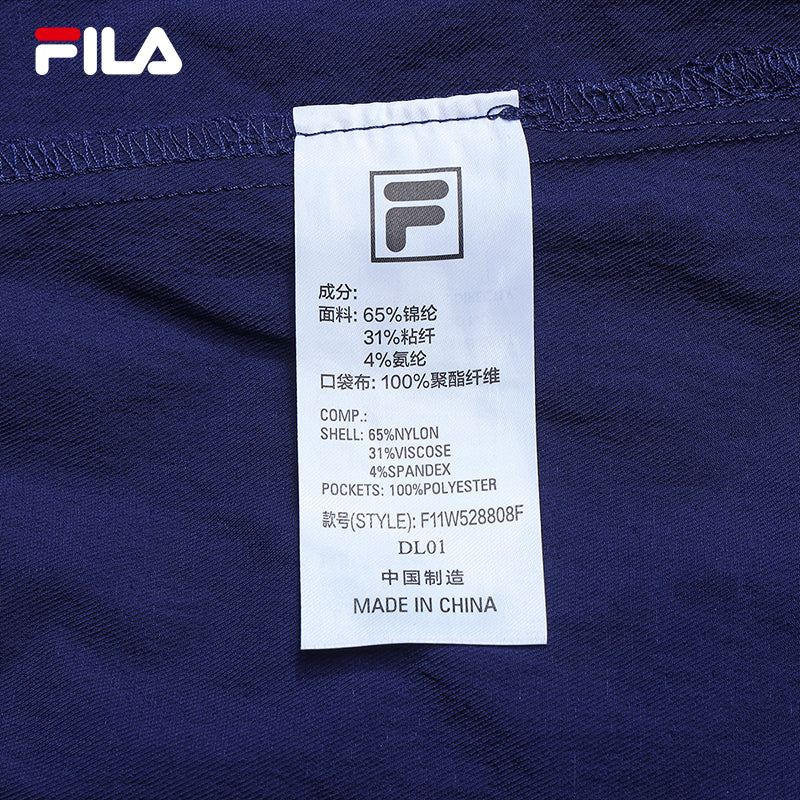 FILA
F
成分:
面料: 65%锦纶
31%粘纤
4%氨纶
口袋布: 100%聚酯纤维
COMP.:
SHELL: 65%NYLON
31%VISCOSE
4%SPANDEX
POCKETS: 100%POLYESTER
款号(STYLE): F11W528808F
DL01
中国制造
MADE IN CHINA